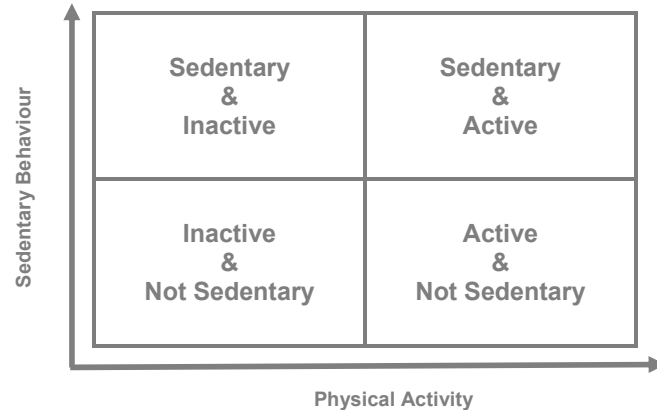 Sedentary Behaviour
Sedentary
&
Inactive
Sedentary
&
Active
Inactive
&
Not Sedentary
Active
&
Not Sedentary
Physical Activity